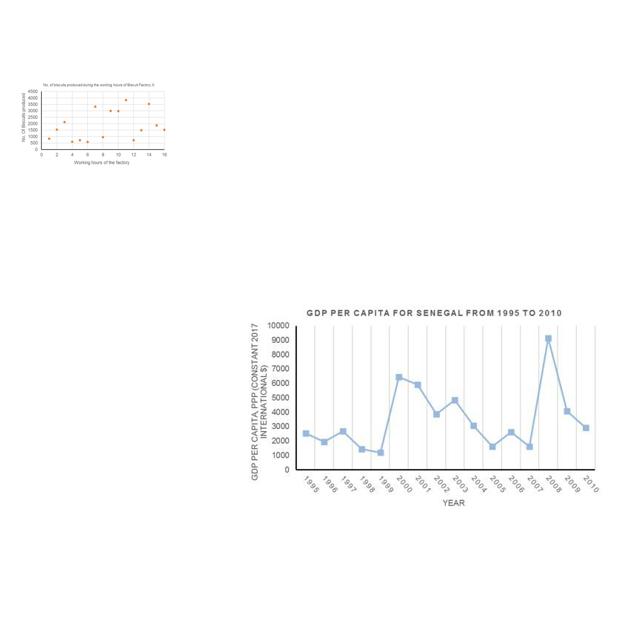 No. of biscuits produced during the working hours of Biscuit Factory X
No. Of Biscuits produced
4500
4000
3500
3000
2500
2000
1500
1000
500
0
0 2 4 6 8 10 12 14 16
Working hours of the factory
GDP PER CAPITA FOR SENEGAL FROM 1995 TO 2010
GDP PER CAPITA, PPP (CONSTANT 2017
INTERNATIONAL$)
10000
9000
8000
7000
6000
5000
4000
3000
2000
1000
0
1995 1996 1997 1998 1999 2000 2001 2002 2003 2004 2005 2006 2007 2008 2009 2010
YEAR